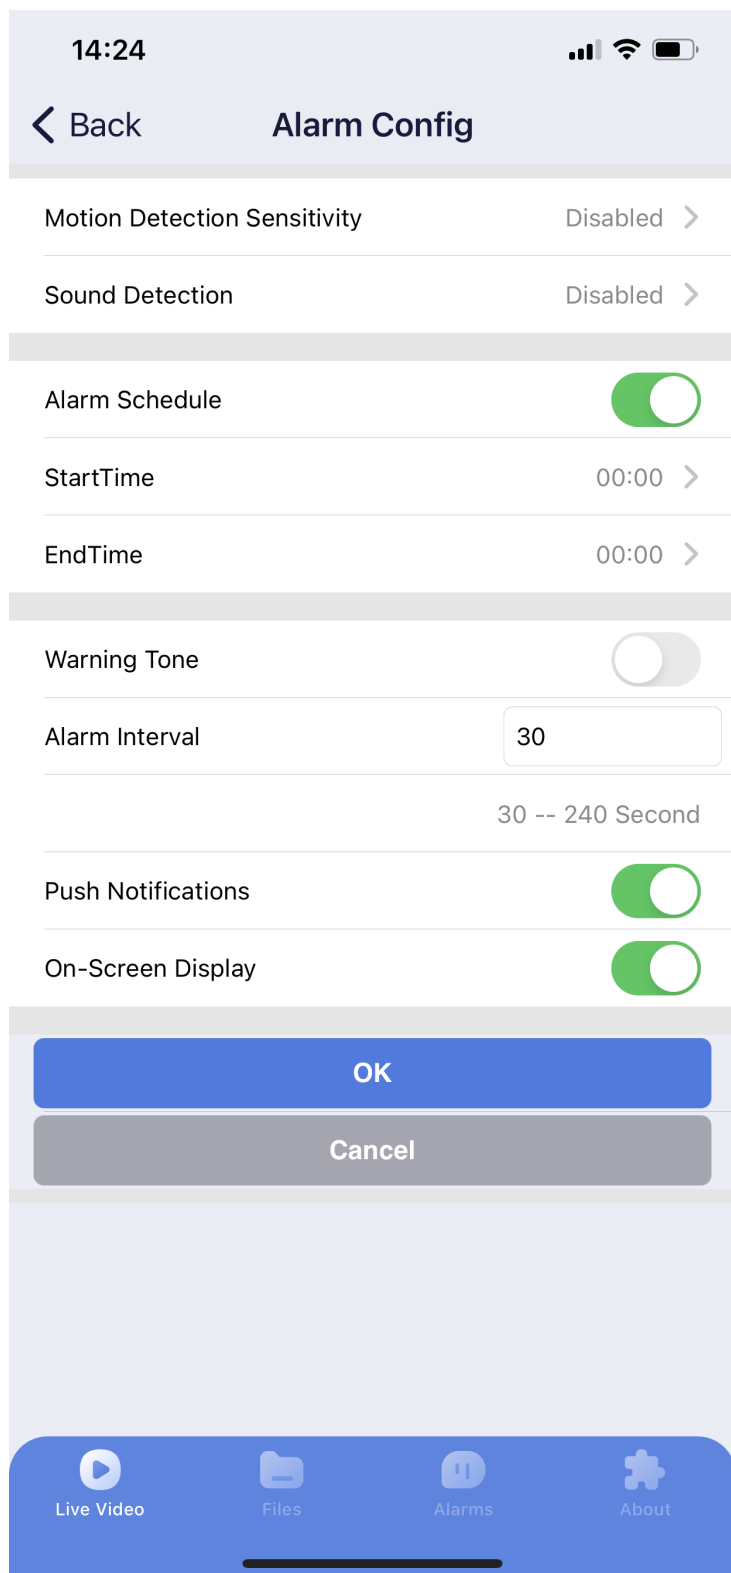 14:24
Back Alarm Config
Motion Detection Sensitivity Disabled
Sound Detection Disabled
Alarm Schedule
StartTime 00:00
EndTime 00:00
Warning Tone
Alarm Interval 30
30 -- 240 Second
Push Notifications
On-Screen Display
OK
Cancel
Live Video Files Alarms About